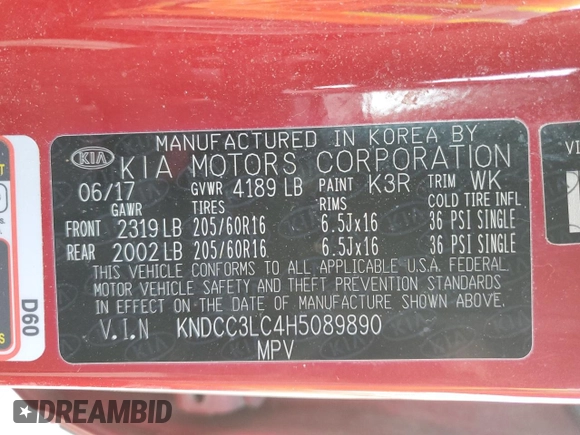 MANUFACTURED IN KOREA BY
KIA KIA MOTORS CORPORATION
06/17 GVWR 4189 LB PAINT K3R TRIM WK
GAWR TIRES RIMS COLD TIRE INFL
FRONT 2319 LB 205/60R16 6.5Jx16 36 PSI SINGLE
REAR 2002 LB 205/60R16 6.5Jx16 36 PSI SINGLE
THIS VEHICLE CONFORMS TO ALL APPLICABLE U.S.A. FEDERAL
MOTOR VEHICLE SAFETY AND THEFT PREVENTION STANDARDS
IN EFFECT ON THE DATE OF MANUFACTURE SHOWN ABOVE.
V.I.N KNDCC3LC4H5089890
MPV
D60
VI
DREAMBID